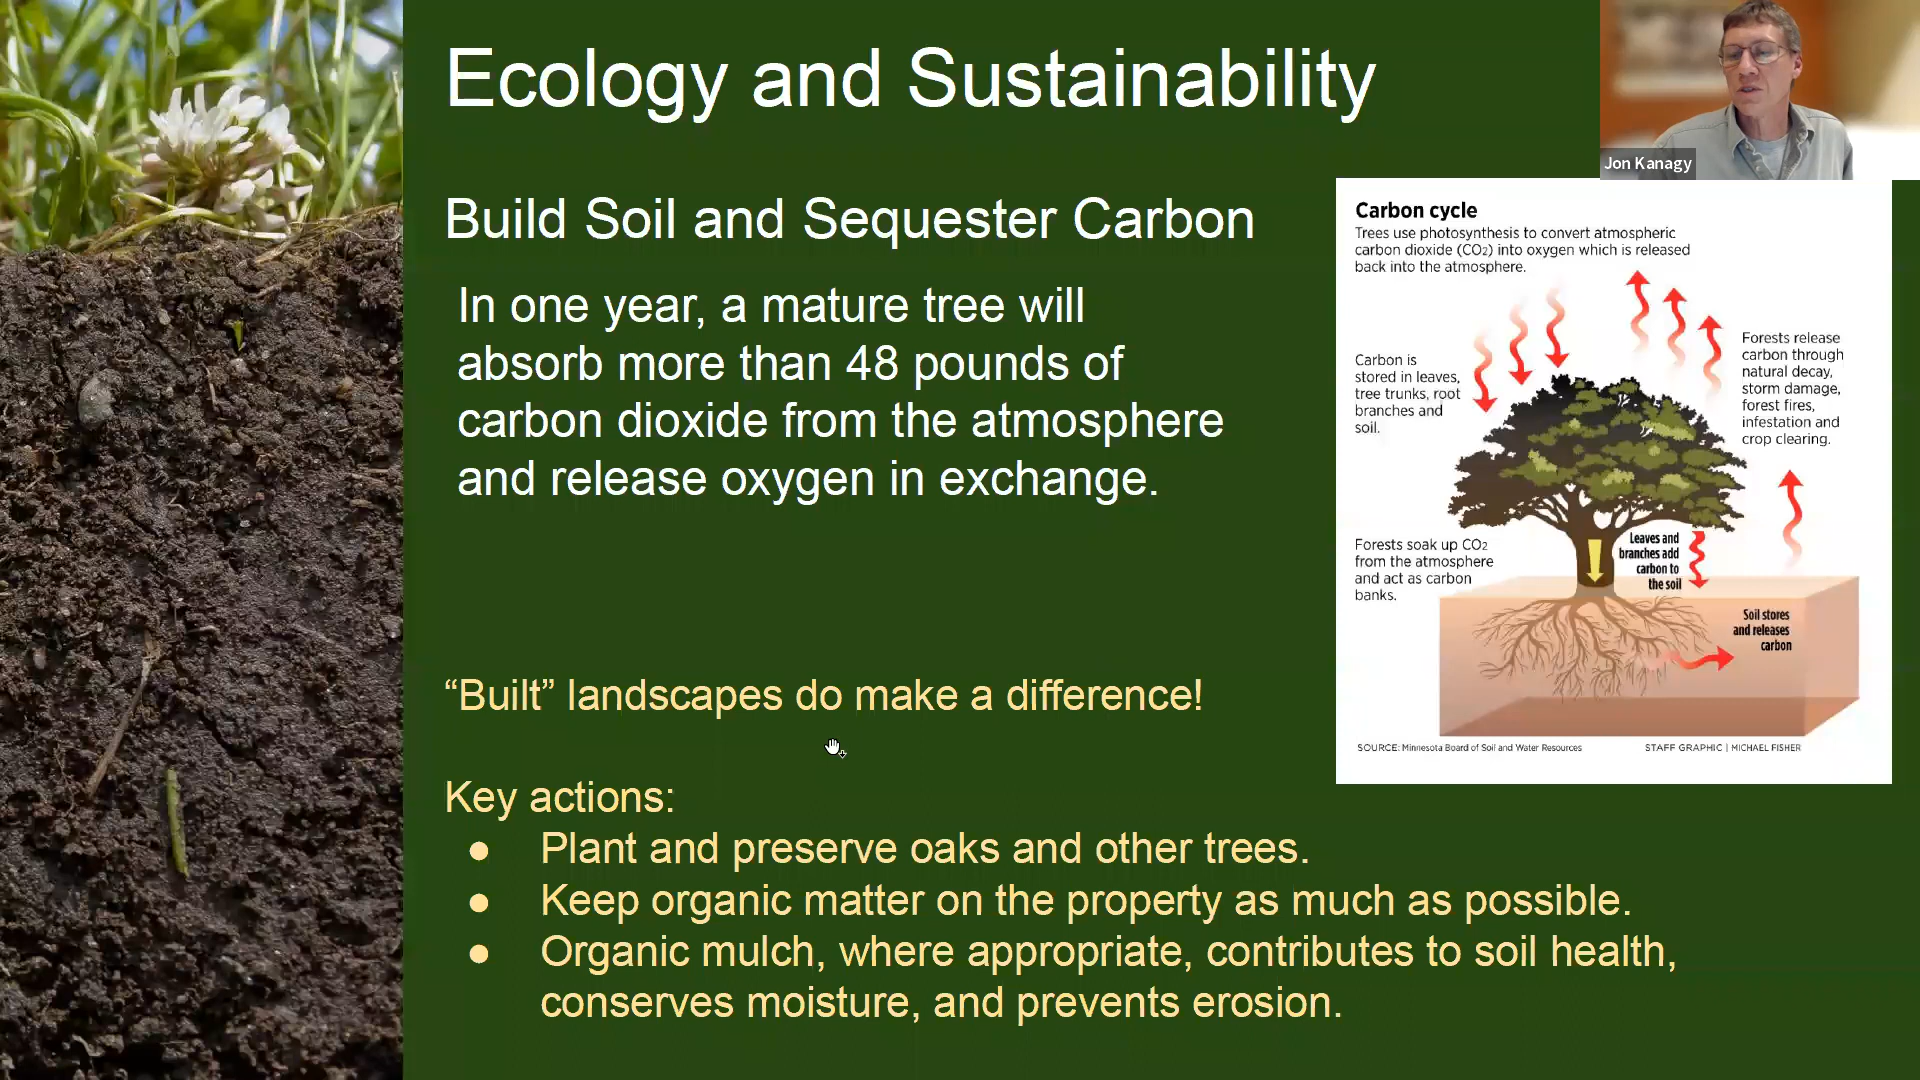 Ecology and Sustainability
Jon Kanagy
Build Soil and Sequester Carbon
In one year, a mature tree will
absorb more than 48 pounds of
carbon dioxide from the atmosphere
and release oxygen in exchange.
“Built” landscapes do make a difference!
Key actions:
● Plant and preserve oaks and other trees.
● Keep organic matter on the property as much as possible.
● Organic mulch, where appropriate, contributes to soil health,
conserves moisture, and prevents erosion.
Carbon cycle
Trees use photosynthesis to convert atmospheric
carbon dioxide (CO2) into oxygen which is released
back into the atmosphere.
Carbon is
stored in leaves,
tree trunks, root
branches and
soil.
Forests release
carbon through
natural decay,
storm damage,
forest fires,
infestation and
crop clearing.
Forests soak up CO2
from the atmosphere
and act as carbon
banks.
Leaves and
branches add
carbon to
the soil
Soil stores
and releases
carbon
SOURCE: Minnesota Board of Soil and Water Resources
STAFF GRAPHIC | MICHAEL FISHER